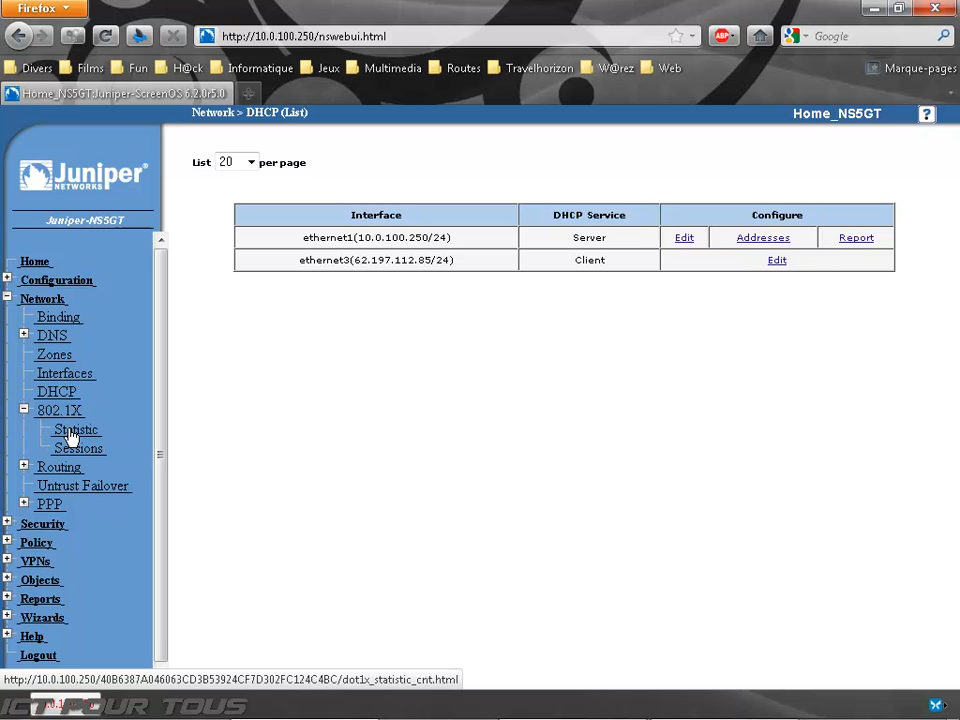 Firefox
http://10.0.100.250/nswebui.html
ABP
Google
Divers
Films
Fun
H@ck
Informatique
Jeux
Multimedia
Routes
Travelhorizon
W@rez
Web
Marque-pages
Home_NS5GT:Juniper-ScreenOS 6.2.0r5.0
Network > DHCP (List)
Home_NS5GT
?
Juniper
NETWORKS
Juniper-NS5GT
Home
Configuration
Network
Binding
DNS
Zones
Interfaces
DHCP
802.1X
Statistic
Sessions
Routing
Untrust Failover
PPP
Security
Policy
VPNs
Objects
Reports
Wizards
Help
Logout
List 20 per page
Interface DHCP Service Configure
ethernet1(10.0.100.250/24) Server Edit Addresses Report
ethernet3(62.197.112.85/24) Client Edit
http://10.0.100.250/40B6387A046063CD3B53924CF7D302FC124C4BC/dot1x_statistic_cnt.html
ICT POUR TOUS